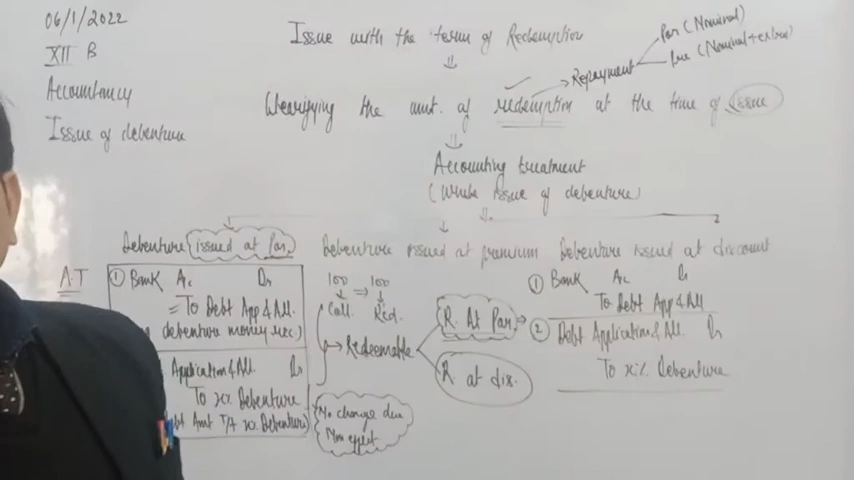 06/1/2022
XII B
Accountancy
Issue of debenture
Issue with the term of Redemption
Repayment
Par (Nominal)
Pre (Nominal+extra)
the amt. of redemption at the time of issue
Accounting treatment
(While issue of debenture)
Debenture issued at Par.
Debenture issued at premium
Debenture issued at discount
A.T
① Bank A/c Dr
To Debt App & All.
debenture money rec)
Application & All. Dr
To x% Debenture
Amt T/A x% Debenture)
100 ⇒ 100
Call. Red.
Redeemable
R. At Par.
R at dis.
No change due
Non effect
① Bank A/c Dr
To Debt App & All
② Debt Application & All. Dr
To x% Debenture